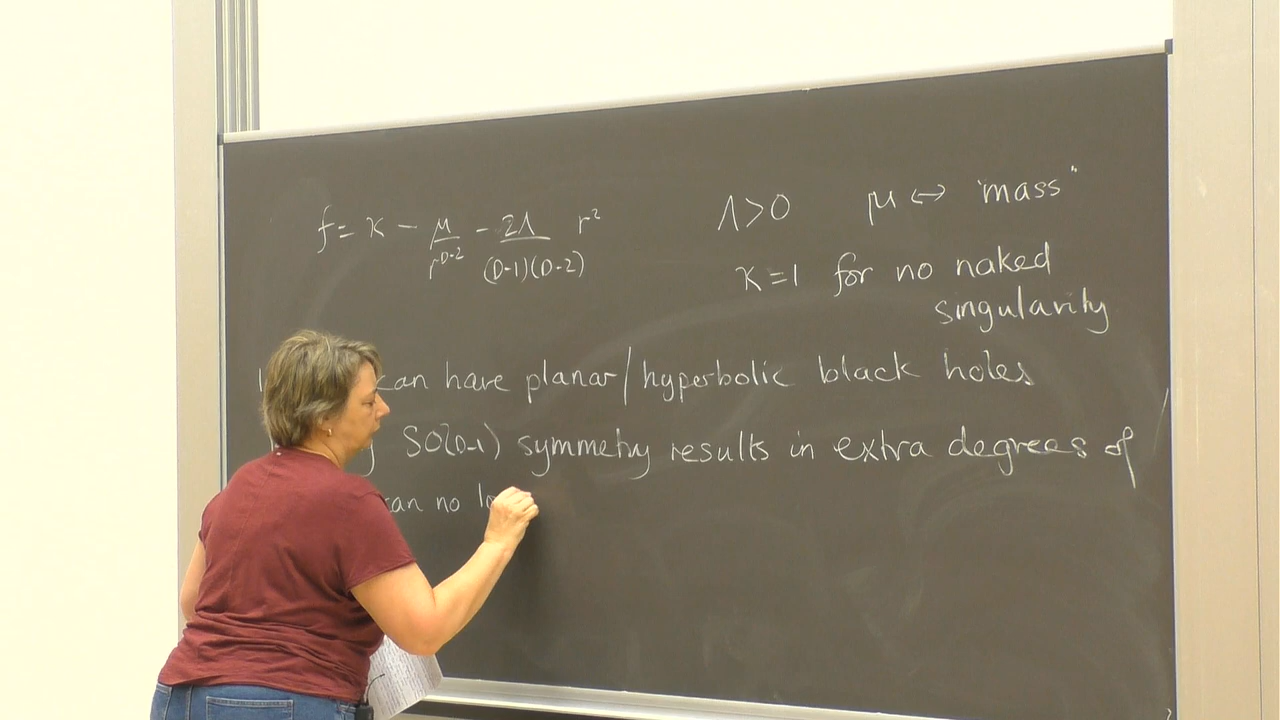 f = κ − μ/r^{D-2} − 2Λ/(D-1)(D-2) r² Λ>0 μ ↔ "mass"
κ=1 for no naked
singularity
can have planar/hyperbolic black holes
SO(D-1) symmetry results in extra degrees of
can no